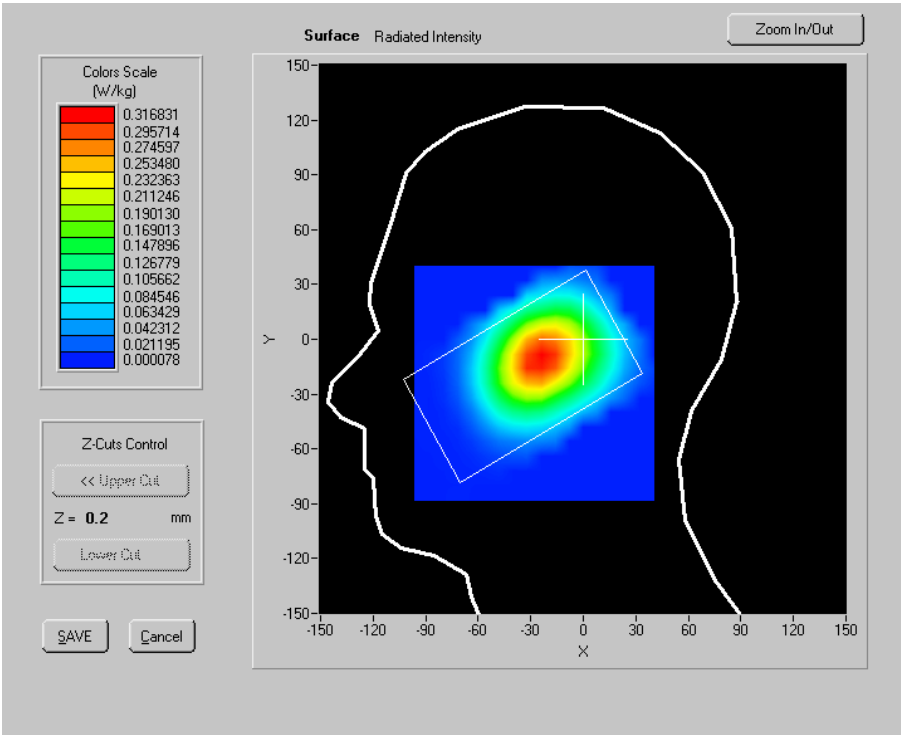 Surface Radiated Intensity
Zoom In/Out
Colors Scale
(W/kg)
0.316831
0.295714
0.274597
0.253480
0.232363
0.211246
0.190130
0.169013
0.147896
0.126779
0.105662
0.084546
0.063429
0.042312
0.021195
0.000078
Z-Cuts Control
<< Upper Cut
Z = 0.2 mm
Lower Cut
SAVE
Cancel
150
120
90
60
30
0
-30
-60
-90
-120
-150
Y
-150 -120 -90 -60 -30 0 30 60 90 120 150
X